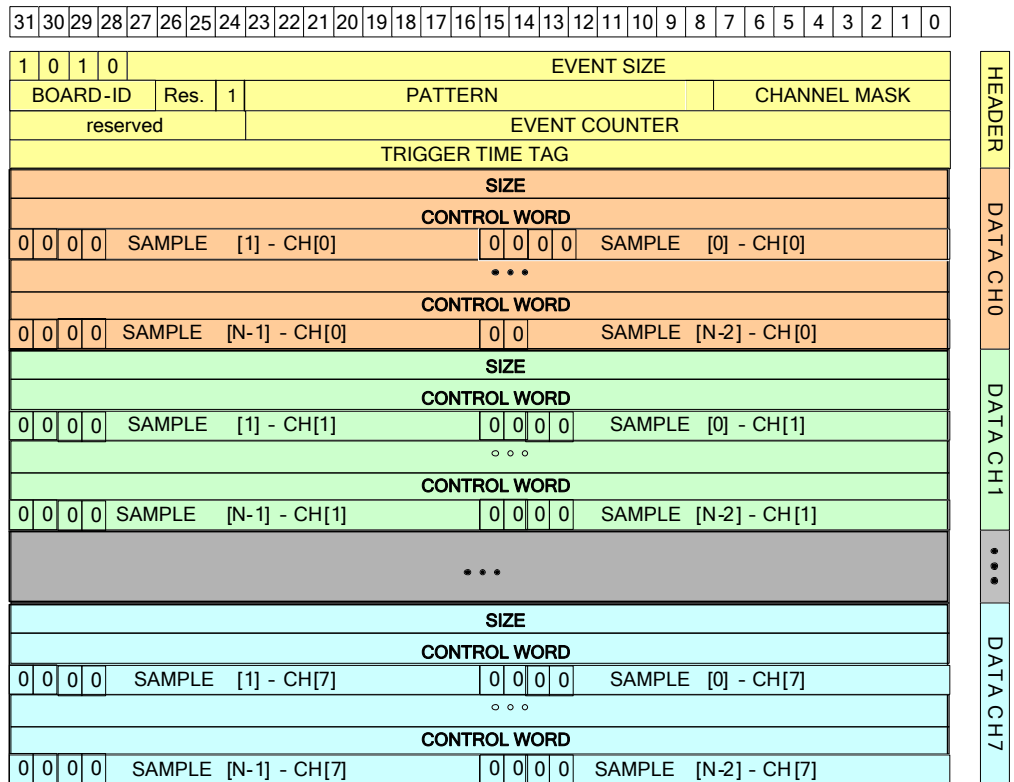 31 30 29 28 27 26 25 24 23 22 21 20 19 18 17 16 15 14 13 12 11 10 9 8 7 6 5 4 3 2 1 0
1 0 1 0 EVENT SIZE
BOARD-ID Res. 1 PATTERN CHANNEL MASK
reserved EVENT COUNTER
TRIGGER TIME TAG
HEADER
SIZE
CONTROL WORD
0 0 0 0 SAMPLE [1] - CH[0] 0 0 0 0 SAMPLE [0] - CH[0]
•••
CONTROL WORD
0 0 0 0 SAMPLE [N-1] - CH[0] 0 0 SAMPLE [N-2] - CH[0]
DATA CH0
SIZE
CONTROL WORD
0 0 0 0 SAMPLE [1] - CH[1] 0 0 0 0 SAMPLE [0] - CH[1]
◦◦◦
CONTROL WORD
0 0 0 0 SAMPLE [N-1] - CH[1] 0 0 0 0 SAMPLE [N-2] - CH[1]
DATA CH1
•••
•••
SIZE
CONTROL WORD
0 0 0 0 SAMPLE [1] - CH[7] 0 0 0 0 SAMPLE [0] - CH[7]
◦◦◦
CONTROL WORD
0 0 0 0 SAMPLE [N-1] - CH[7] 0 0 0 0 SAMPLE [N-2] - CH[7]
DATA CH7